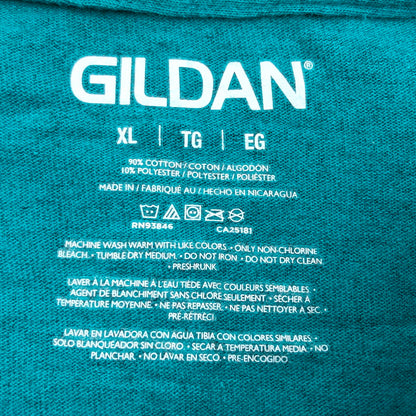 GILDAN®
XL | TG | EG
90% COTTON / COTON / ALGODÓN
10% POLYESTER / POLYESTER / POLIÉSTER
MADE IN / FABRIQUÉ AU / HECHO EN NICARAGUA
RN93846 CA25181
MACHINE WASH WARM WITH LIKE COLORS. • ONLY NON-CHLORINE
BLEACH. • TUMBLE DRY MEDIUM. • DO NOT IRON • DO NOT DRY CLEAN.
• PRESHRUNK
LAVER À LA MACHINE À L'EAU TIÈDE AVEC COULEURS SEMBLABLES. •
AGENT DE BLANCHIMENT SANS CHLORE SEULEMENT. • SÉCHER À
TEMPÉRATURE MOYENNE. • NE PAS REPASSER. • NE PAS NETTOYER À SEC. •
PRÉ-RÉTRÉCI
LAVAR EN LAVADORA CON AGUA TIBIA CON COLORES SIMILARES. •
SOLO BLANQUEADOR SIN CLORO. • SECAR A TEMPERATURA MEDIA. • NO
PLANCHAR. • NO LAVAR EN SECO. • PRE-ENCOGIDO.